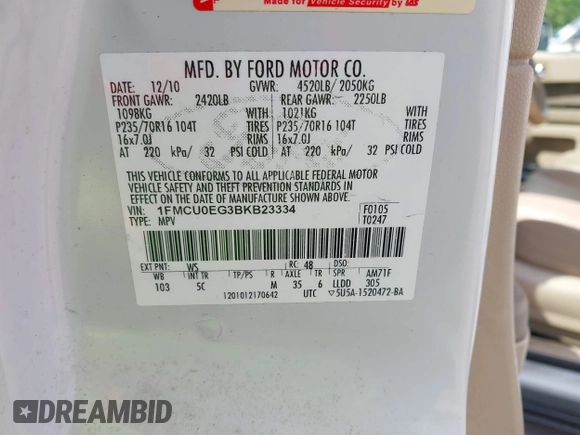 Made for Vehicle Security by
MFD. BY FORD MOTOR CO.
DATE: 12/10 GVWR: 4520LB/ 2050KG
FRONT GAWR: 2420LB REAR GAWR: 2250LB
1098KG WITH 1021KG WITH
P235/70R16 104T TIRES P235/70R16 104T TIRES
16x7.0J RIMS 16x7.0J RIMS
AT 220 kPa/ 32 PSI COLD AT 220 kPa/ 32 PSI COLD
THIS VEHICLE CONFORMS TO ALL APPLICABLE FEDERAL MOTOR
VEHICLE SAFETY AND THEFT PREVENTION STANDARDS IN
EFFECT ON THE DATE OF MANUFACTURE SHOWN ABOVE.
VIN: 1FMCU0EG3BKB23334 F0105
TYPE: MPV T0247
EXT PNT: WS RC: 48 DSO:
WB INT TR TP/PS R AXLE TR SPR AM71F
103 5C M 35 6 LLDD 305
1201012170642 UTC ▽5U5A-1520472-BA
DREAMBID